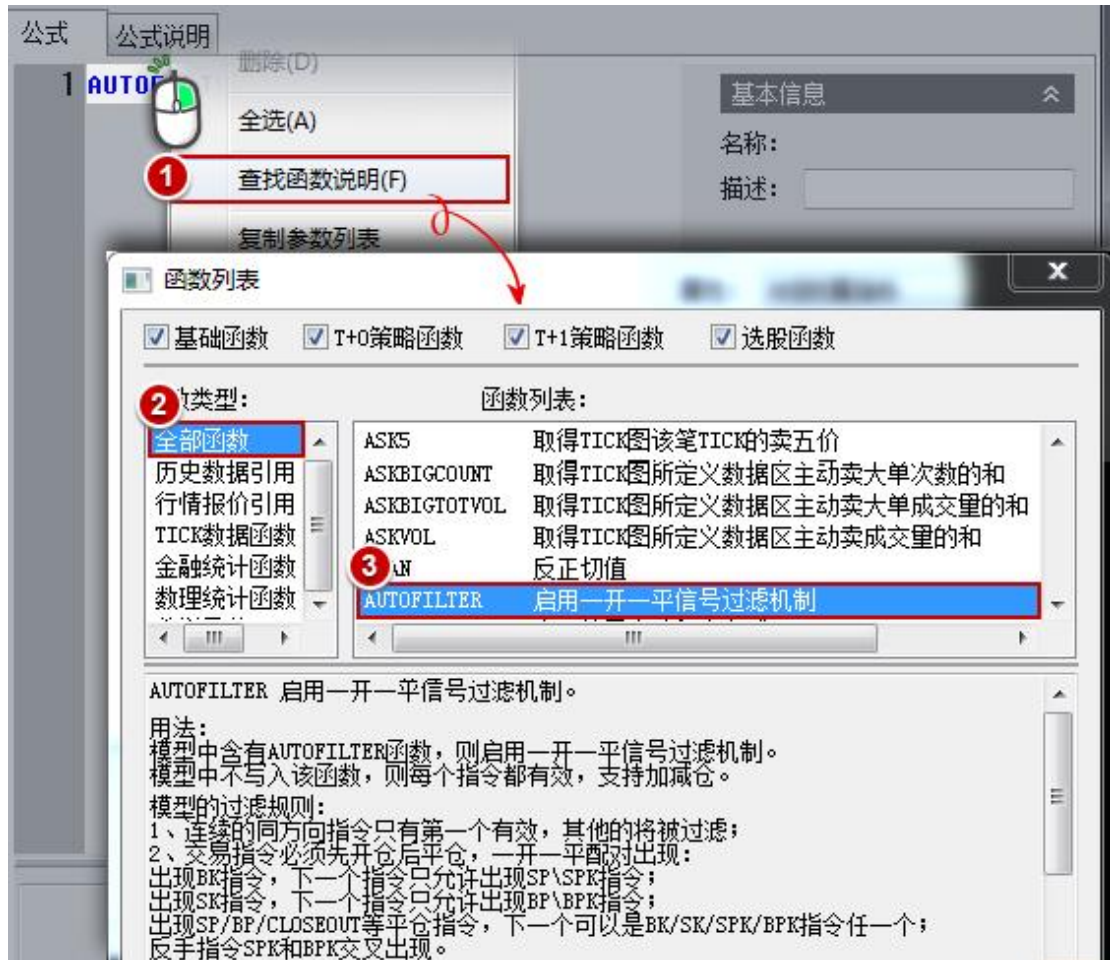 公式 公式说明
删除(D)
1 AUTOF
基本信息
全选(A)
名称:
1 查找函数说明(F)
描述:
复制参数列表
函数列表
基础函数 T+0策略函数 T+1策略函数 选股函数
2 数类型: 函数列表:
全部函数
历史数据引用
行情报价引用
TICK数据函数
金融统计函数
数理统计函数
ASK5 取得TICK图该笔TICK的卖五价
ASKBIGCOUNT 取得TICK图所定义数据区主动卖大单次数的和
ASKBIGTOTVOL 取得TICK图所定义数据区主动卖大单成交量的和
ASKVOL 取得TICK图所定义数据区主动卖成交量的和
3 AN 反正切值
AUTOFILTER 启用一开一平信号过滤机制
AUTOFILTER 启用一开一平信号过滤机制。
用法:
模型中含有AUTOFILTER函数，则启用一开一平信号过滤机制。
模型中不写入该函数，则每个指令都有效，支持加减仓。
模型的过滤规则:
1、连续的同方向指令只有第一个有效，其他的将被过滤;
2、交易指令必须先开仓后平仓，一开一平配对出现:
出现BK指令，下一个指令只允许出现SP\SPK指令;
出现SK指令，下一个指令只允许出现BP\BPK指令;
出现SP/BP/CLOSEOUT等平仓指令，下一个可以是BK/SK/SPK/BPK指令任一个;
反手指令SPK和BPK交叉出现。